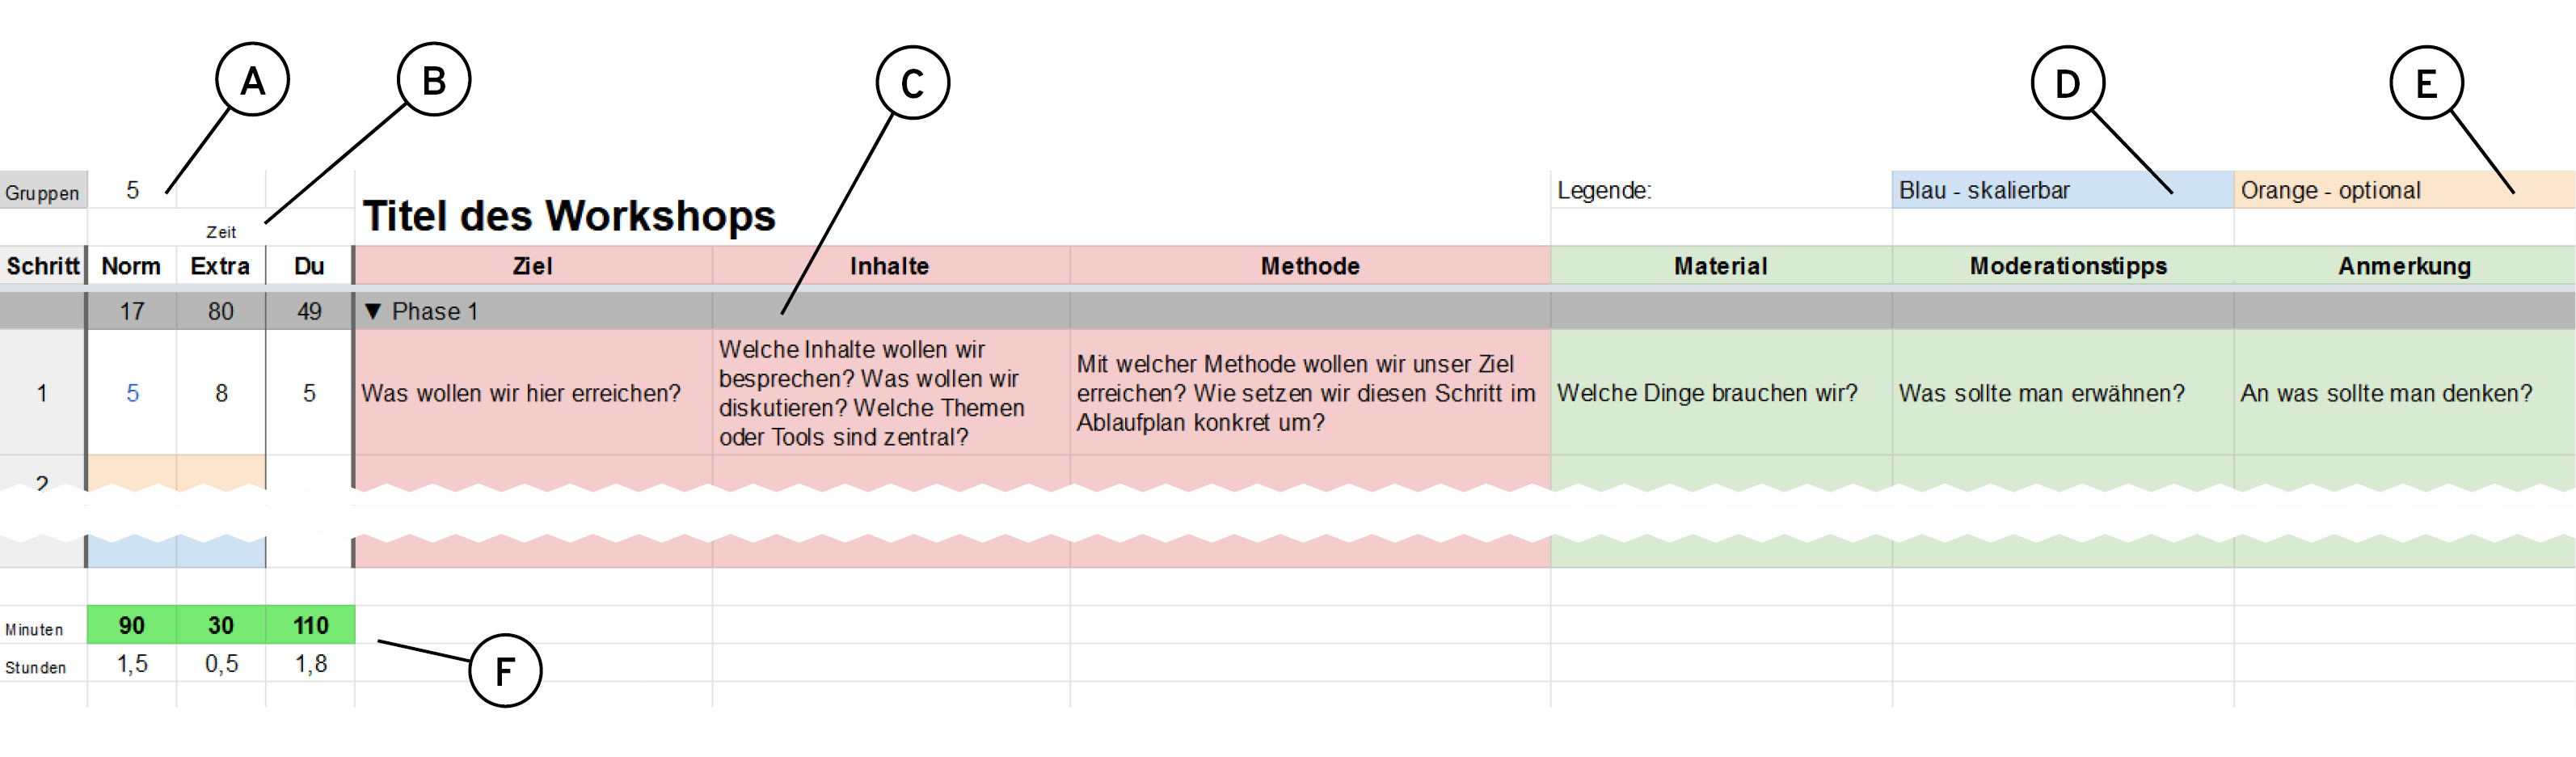 A
B
C
D
E
Gruppen 5 Legende: Blau - skalierbar Orange - optional
Titel des Workshops
Zeit
Schritt Norm Extra Du Ziel Inhalte Methode Material Moderationstipps Anmerkung
17 80 49 ▼ Phase 1
1 5 8 5
Was wollen wir hier erreichen?
Welche Inhalte wollen wir
besprechen? Was wollen wir
diskutieren? Welche Themen
oder Tools sind zentral?
Mit welcher Methode wollen wir unser Ziel
erreichen? Wie setzen wir diesen Schritt im
Ablaufplan konkret um?
Welche Dinge brauchen wir?
Was sollte man erwähnen?
An was sollte man denken?
2
Minuten 90 30 110
Stunden 1,5 0,5 1,8
F